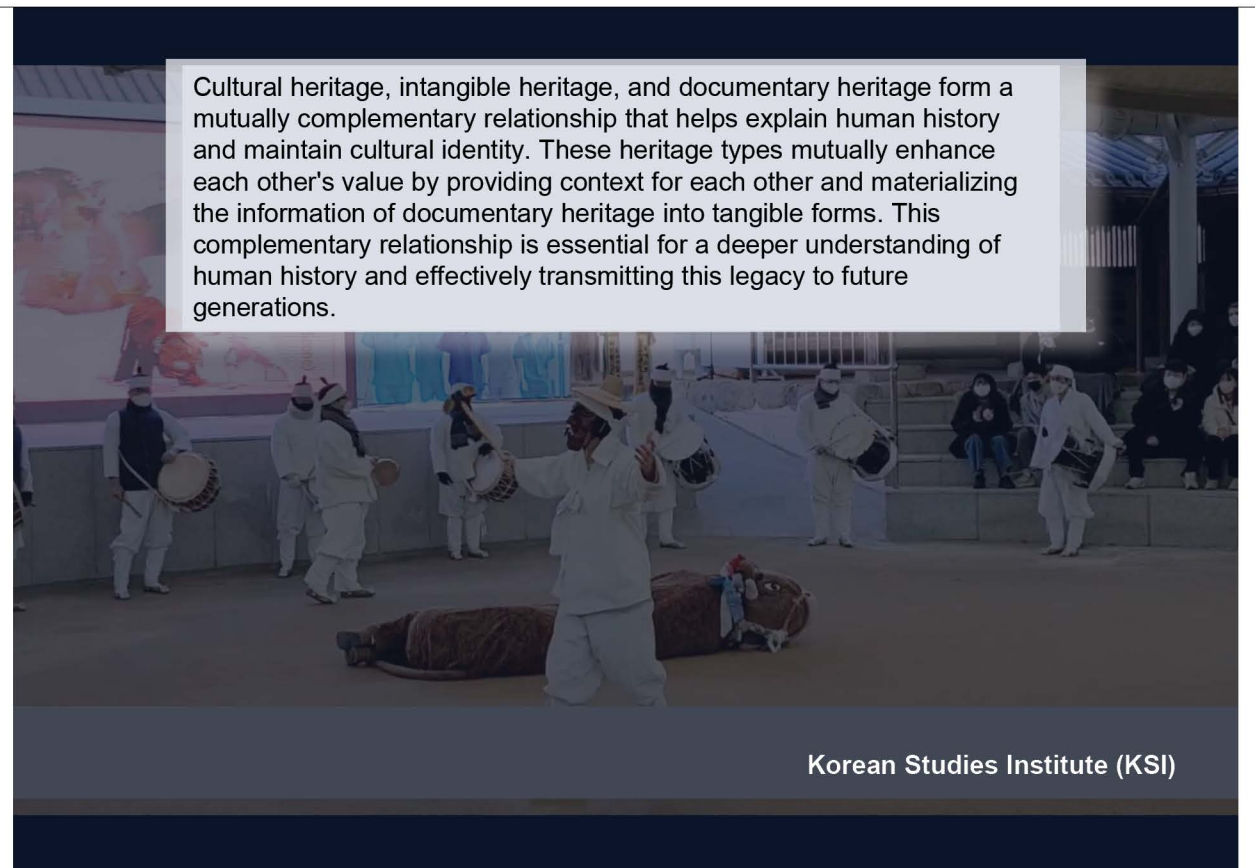 Cultural heritage, intangible heritage, and documentary heritage form a
mutually complementary relationship that helps explain human history
and maintain cultural identity. These heritage types mutually enhance
each other's value by providing context for each other and materializing
the information of documentary heritage into tangible forms. This
complementary relationship is essential for a deeper understanding of
human history and effectively transmitting this legacy to future
generations.
Korean Studies Institute (KSI)